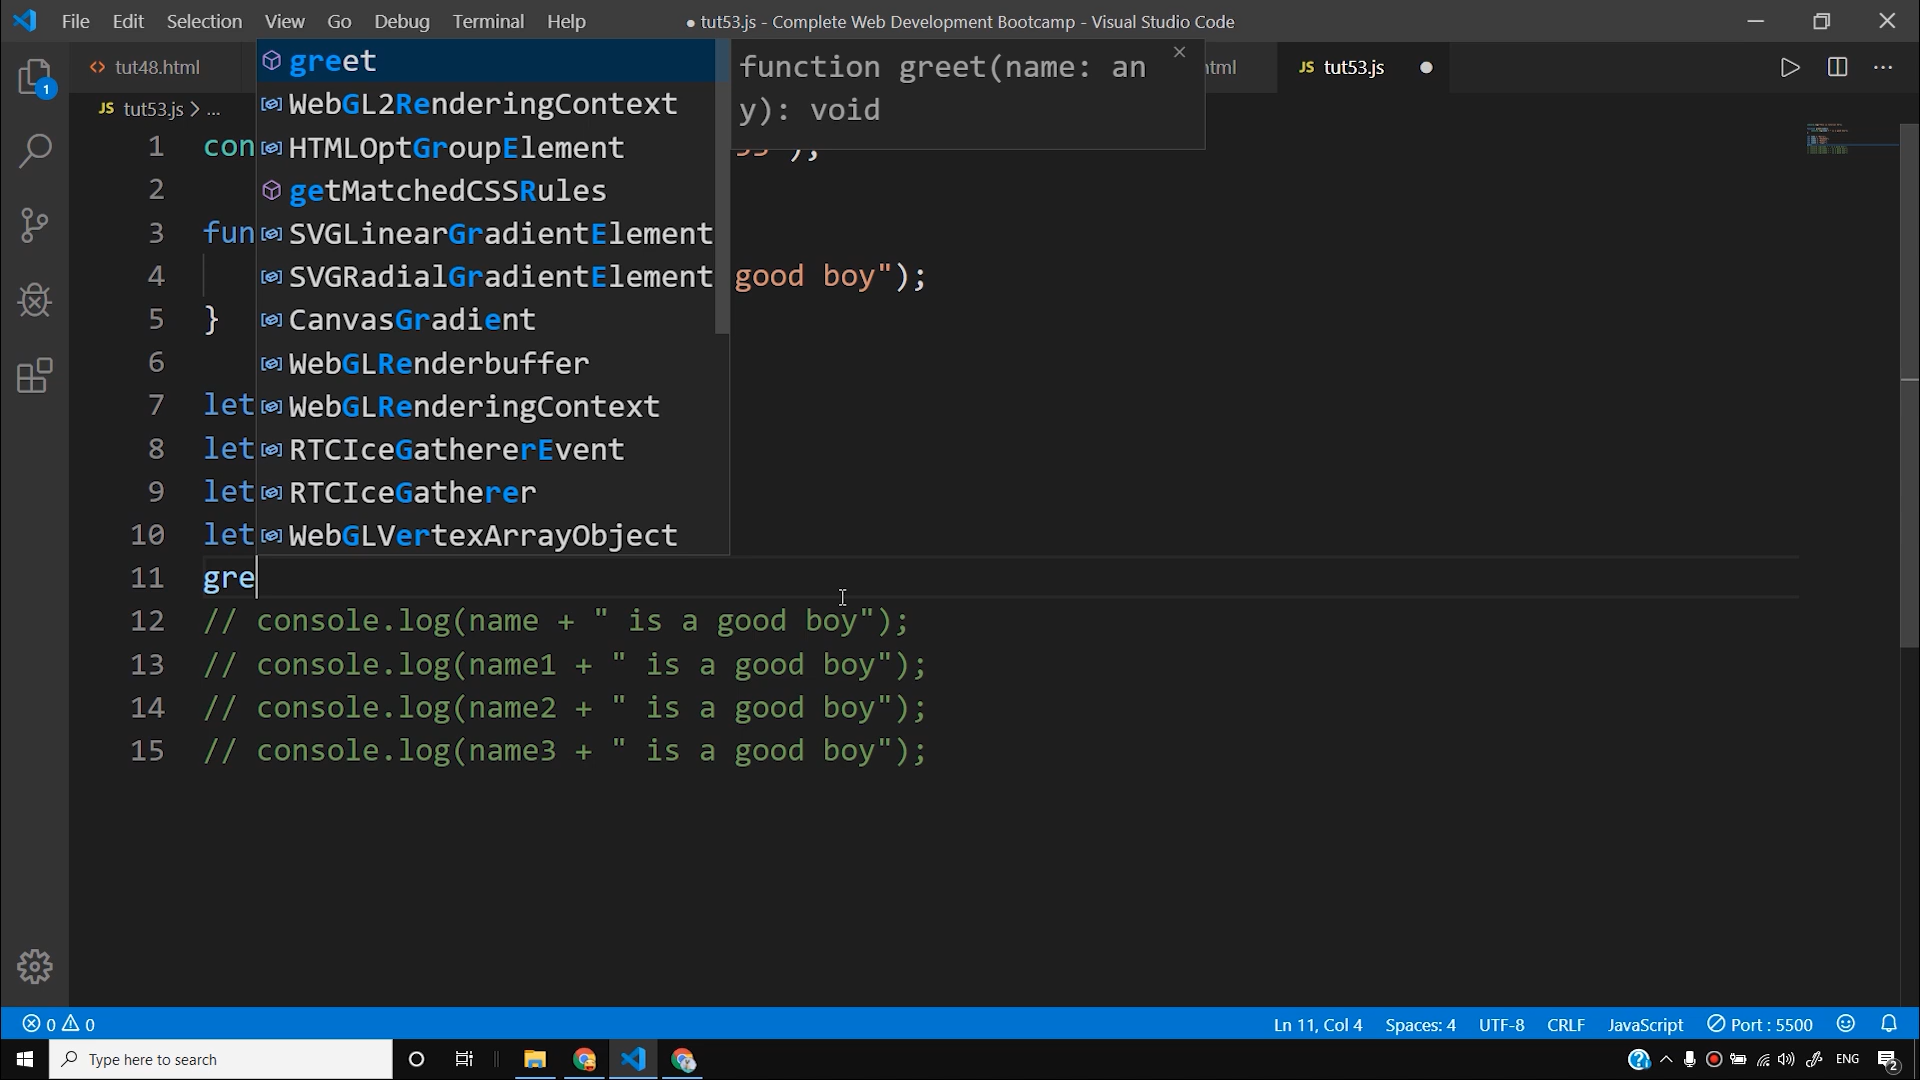 File Edit Selection View Go Debug Terminal Help
● tut53.js - Complete Web Development Bootcamp - Visual Studio Code
<> tut48.html
tml
JS tut53.js ●
JS tut53.js > ...
greet
WebGL2RenderingContext
HTMLOptGroupElement
getMatchedCSSRules
SVGLinearGradientElement
SVGRadialGradientElement
CanvasGradient
WebGLRenderbuffer
WebGLRenderingContext
RTCIceGathererEvent
RTCIceGatherer
WebGLVertexArrayObject
function greet(name: an
y): void
1 con
2
3 fun
4 good boy");
5 }
6
7 let
8 let
9 let
10 let
11 gre
12 // console.log(name + " is a good boy");
13 // console.log(name1 + " is a good boy");
14 // console.log(name2 + " is a good boy");
15 // console.log(name3 + " is a good boy");
1
0 0
Ln 11, Col 4 Spaces: 4 UTF-8 CRLF JavaScript Port : 5500
Type here to search
ENG
2